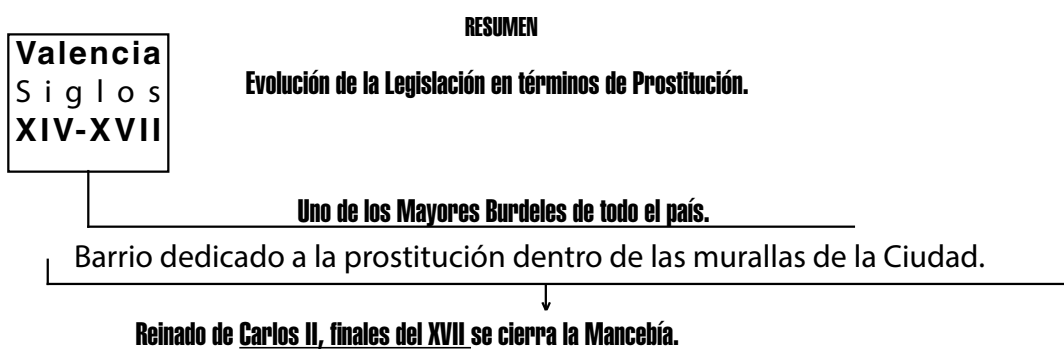 RESUMEN
Valencia
Siglos
XIV-XVII
Evolución de la Legislación en términos de Prostitución.
Uno de los Mayores Burdeles de todo el país.
Barrio dedicado a la prostitución dentro de las murallas de la Ciudad.
Reinado de Carlos II, finales del XVII se cierra la Mancebía.